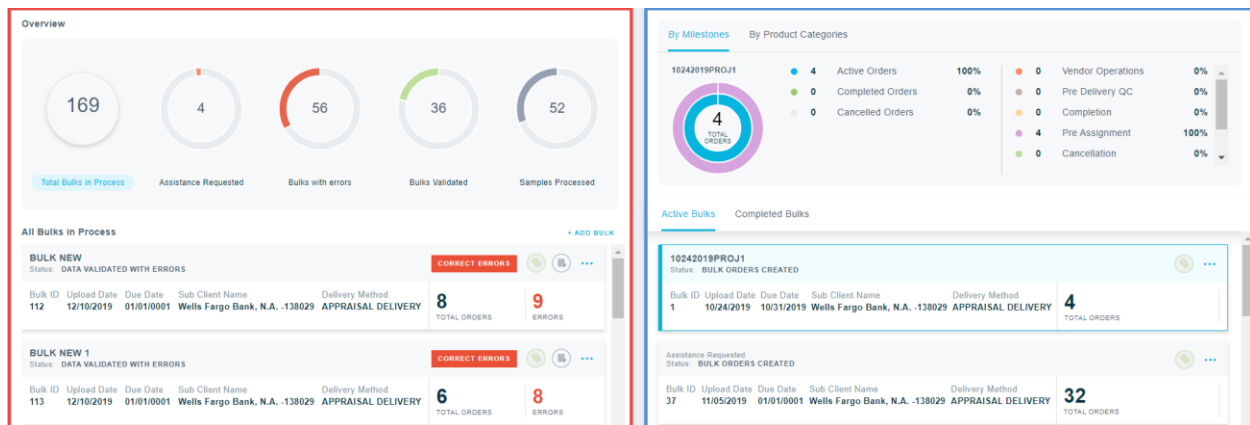 Overview
169
4
56
36
52
Total Bulks in Process
Assistance Requested
Bulks with errors
Bulks Validated
Samples Processed
All Bulks in Process
+ ADD BULK
BULK NEW
Status: DATA VALIDATED WITH ERRORS
CORRECT ERRORS
Bulk ID Upload Date Due Date Sub Client Name Delivery Method
112 12/10/2019 01/01/0001 Wells Fargo Bank, N.A. -138029 APPRAISAL DELIVERY
8
TOTAL ORDERS
9
ERRORS
BULK NEW 1
Status: DATA VALIDATED WITH ERRORS
CORRECT ERRORS
Bulk ID Upload Date Due Date Sub Client Name Delivery Method
113 12/10/2019 01/01/0001 Wells Fargo Bank, N.A. -138029 APPRAISAL DELIVERY
6
TOTAL ORDERS
8
ERRORS
By Milestones By Product Categories
10242019PROJ1
4
TOTAL
ORDERS
4 Active Orders 100%
0 Completed Orders 0%
0 Cancelled Orders 0%
0 Vendor Operations 0%
0 Pre Delivery QC 0%
0 Completion 0%
4 Pre Assignment 100%
0 Cancellation 0%
Active Bulks Completed Bulks
10242019PROJ1
Status: BULK ORDERS CREATED
Bulk ID Upload Date Due Date Sub Client Name Delivery Method
1 10/24/2019 10/31/2019 Wells Fargo Bank, N.A. -138029 APPRAISAL DELIVERY
4
TOTAL ORDERS
Assistance Requested
Status: BULK ORDERS CREATED
Bulk ID Upload Date Due Date Sub Client Name Delivery Method
37 11/05/2019 01/01/0001 Wells Fargo Bank, N.A. -138029 APPRAISAL DELIVERY
32
TOTAL ORDERS